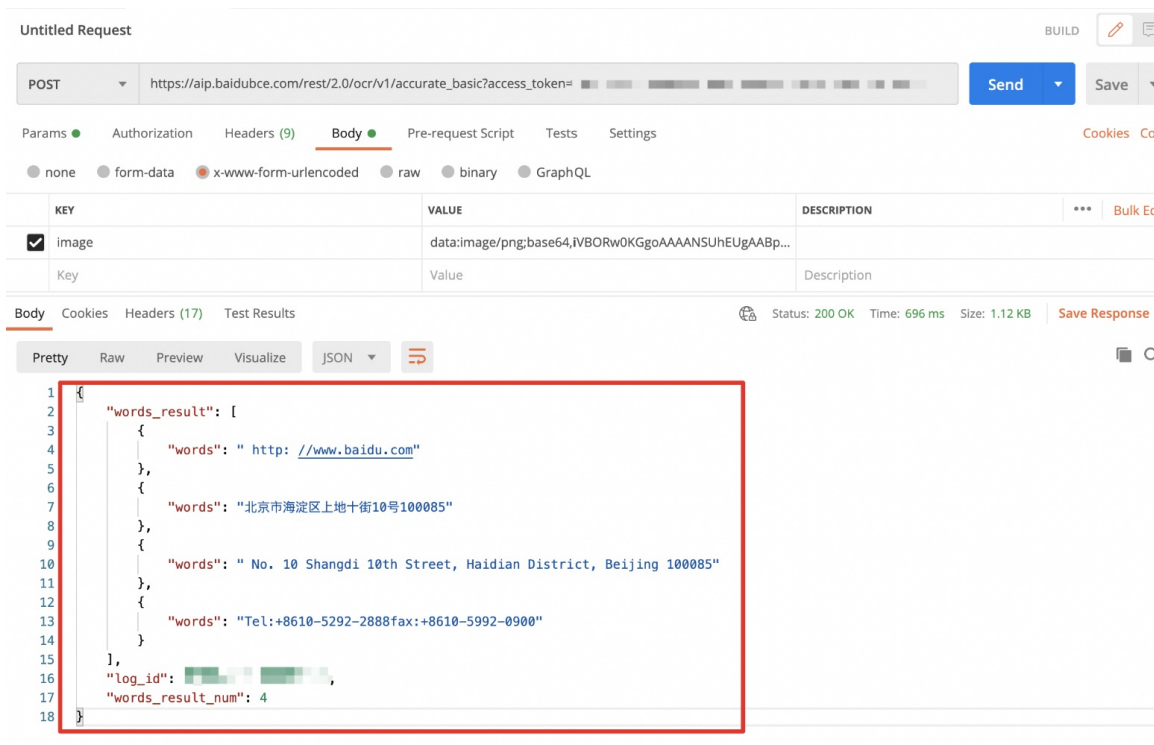 Untitled Request
BUILD
POST
https://aip.baidubce.com/rest/2.0/ocr/v1/accurate_basic?access_token=
Send
Save
Params
Authorization
Headers (9)
Body
Pre-request Script
Tests
Settings
Cookies
Co
none
form-data
x-www-form-urlencoded
raw
binary
GraphQL
KEY
VALUE
DESCRIPTION
•••
Bulk Ed
image
data:image/png;base64,iVBORw0KGgoAAAANSUhEUgAABp...
Key
Value
Description
Body
Cookies
Headers (17)
Test Results
Status: 200 OK
Time: 696 ms
Size: 1.12 KB
Save Response
Pretty
Raw
Preview
Visualize
JSON
1 {
2 "words_result": [
3 {
4 "words": " http: //www.baidu.com"
5 },
6 {
7 "words": "北京市海淀区上地十街10号100085"
8 },
9 {
10 "words": " No. 10 Shangdi 10th Street, Haidian District, Beijing 100085"
11 },
12 {
13 "words": "Tel:+8610-5292-2888fax:+8610-5992-0900"
14 }
15 ],
16 "log_id": ,
17 "words_result_num": 4
18 }